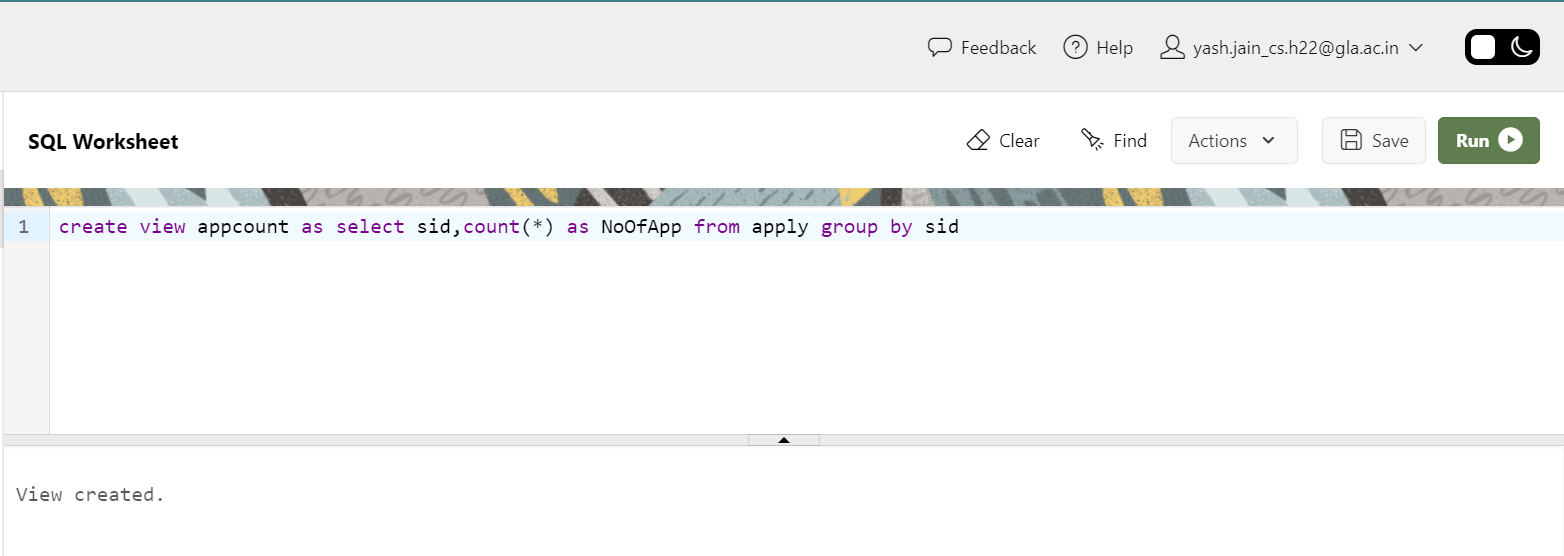 Feedback Help yash.jain_cs.h22@gla.ac.in
SQL Worksheet Clear Find Actions Save Run
1 create view appcount as select sid,count(*) as NoOfApp from apply group by sid
View created.